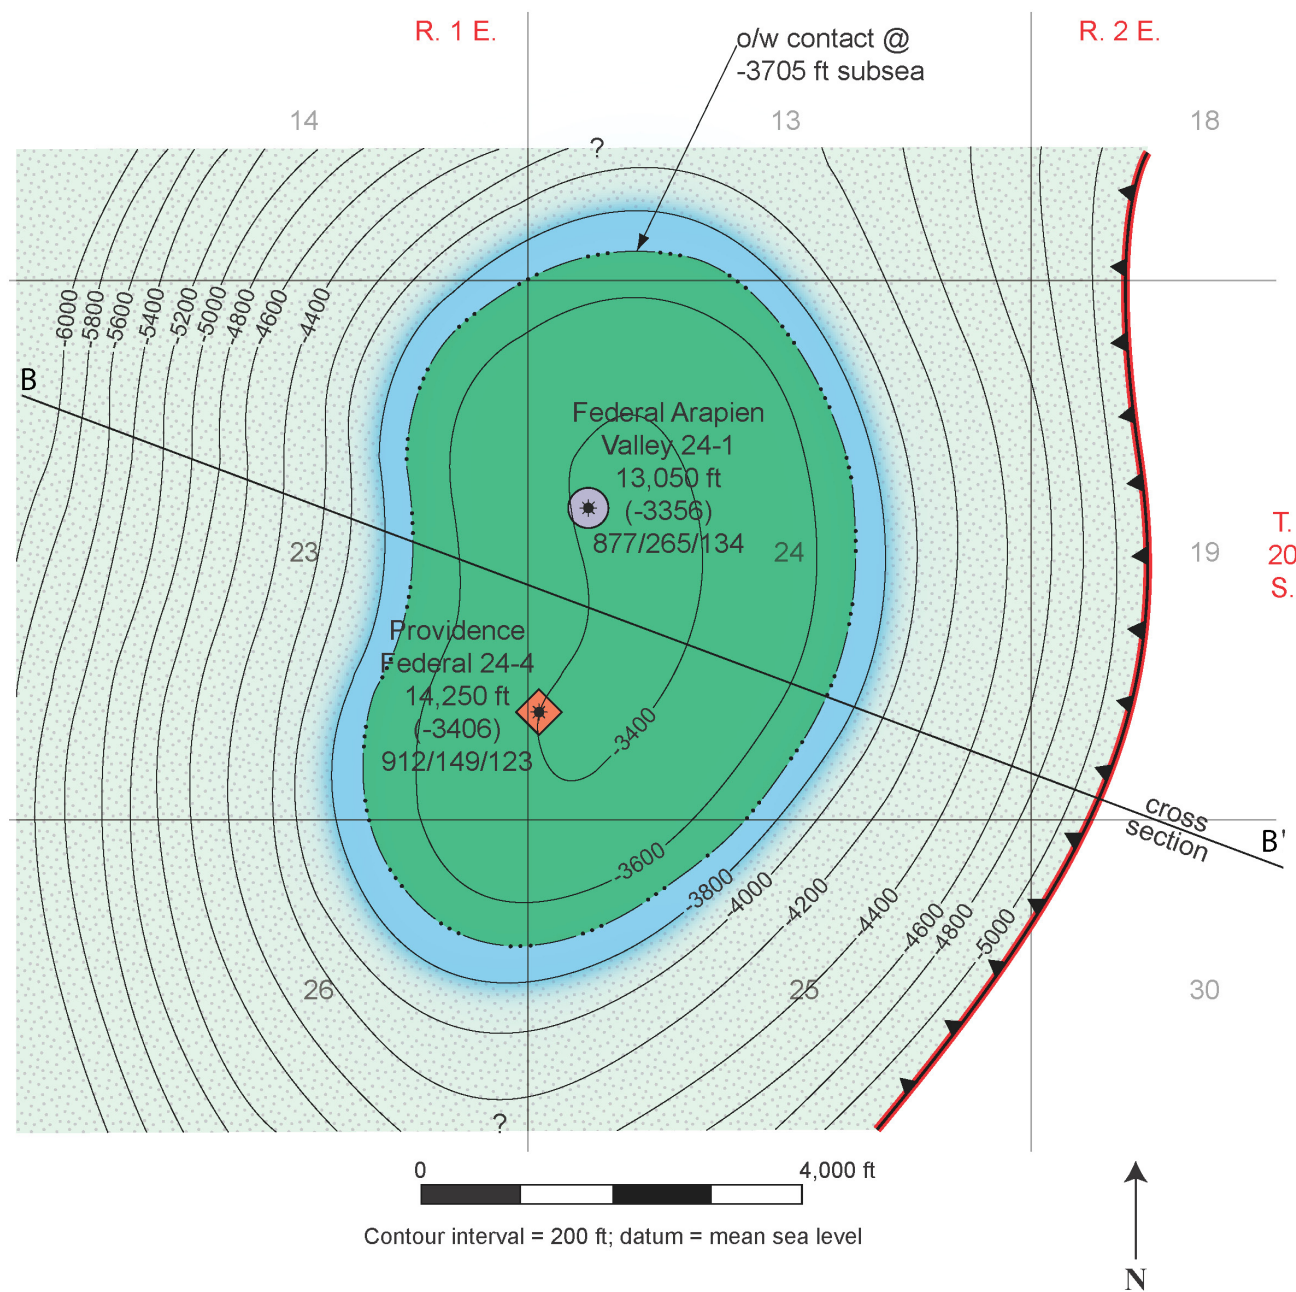 R. 1 E.
R. 2 E.
o/w contact @
-3705 ft subsea
14
13
18
?
-6000
-5800
-5600
-5400
-5200
-5000
-4800
-4600
-4400
B
Federal Arapien
Valley 24-1
13,050 ft
(-3356)
877/265/134
23
24
19
T.
20
S.
Providence
Federal 24-4
14,250 ft
(-3406)
912/149/123
-3400
cross
section
B'
-3600
-3800
-4000
-4200
-4400
-4600
-4800
-5000
26
25
30
?
0
4,000 ft
Contour interval = 200 ft; datum = mean sea level
N